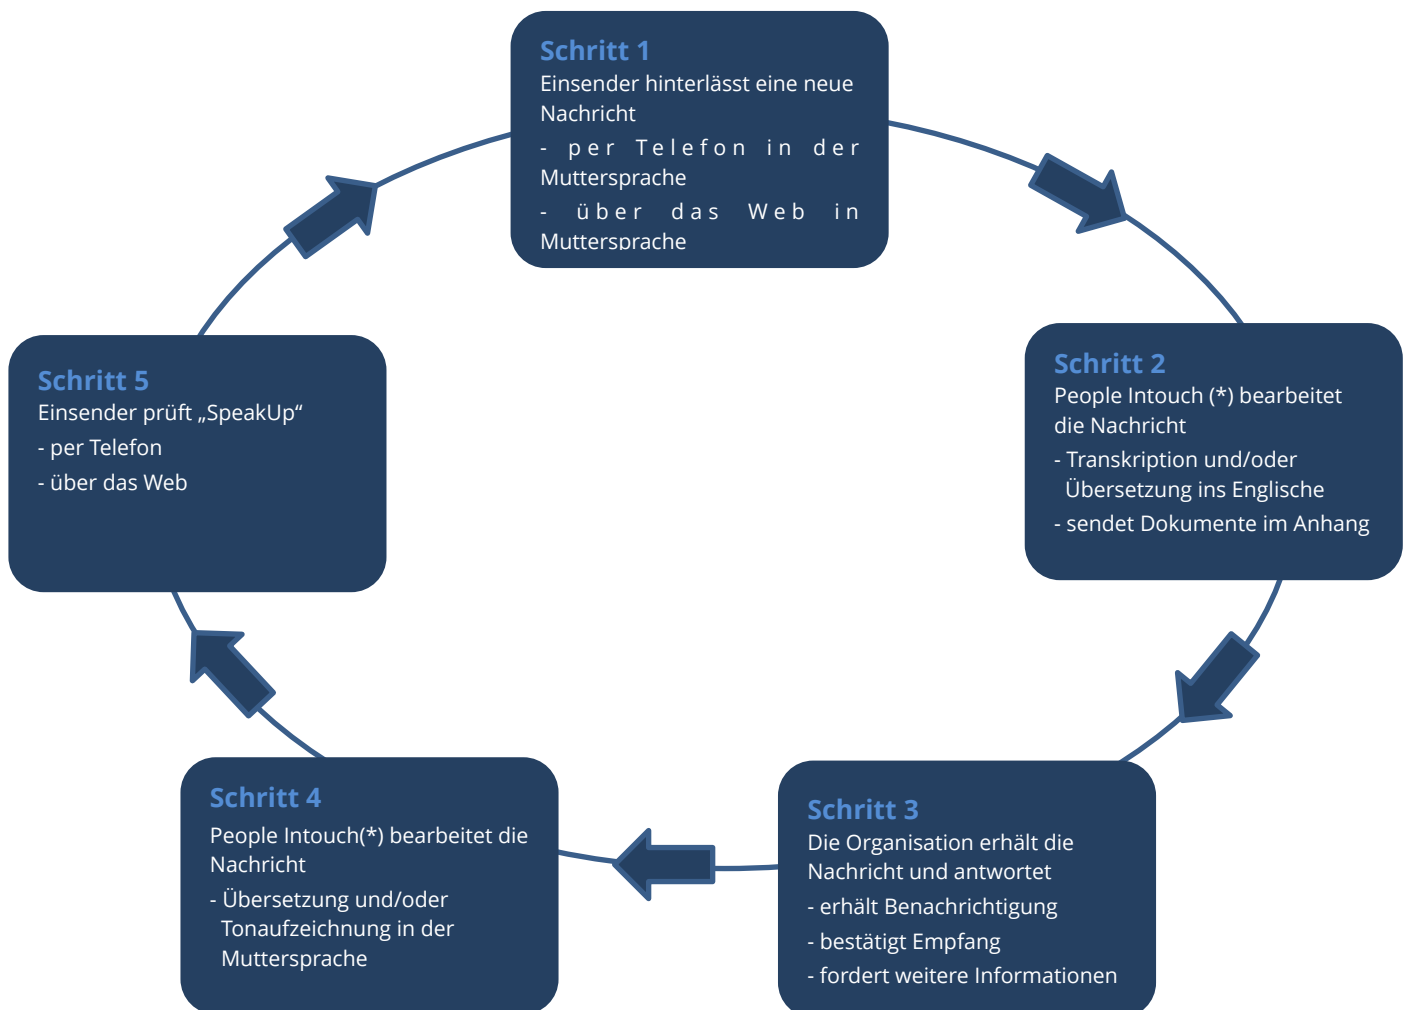 Schritt 1
Einsender hinterlässt eine neue
Nachricht
- per Telefon in der
Muttersprache
- über das Web in
Muttersprache
Schritt 2
People Intouch (*) bearbeitet
die Nachricht
- Transkription und/oder
Übersetzung ins Englische
- sendet Dokumente im Anhang
Schritt 3
Die Organisation erhält die
Nachricht und antwortet
- erhält Benachrichtigung
- bestätigt Empfang
- fordert weitere Informationen
Schritt 4
People Intouch(*) bearbeitet die
Nachricht
- Übersetzung und/oder
Tonaufzeichnung in der
Muttersprache
Schritt 5
Einsender prüft „SpeakUp“
- per Telefon
- über das Web